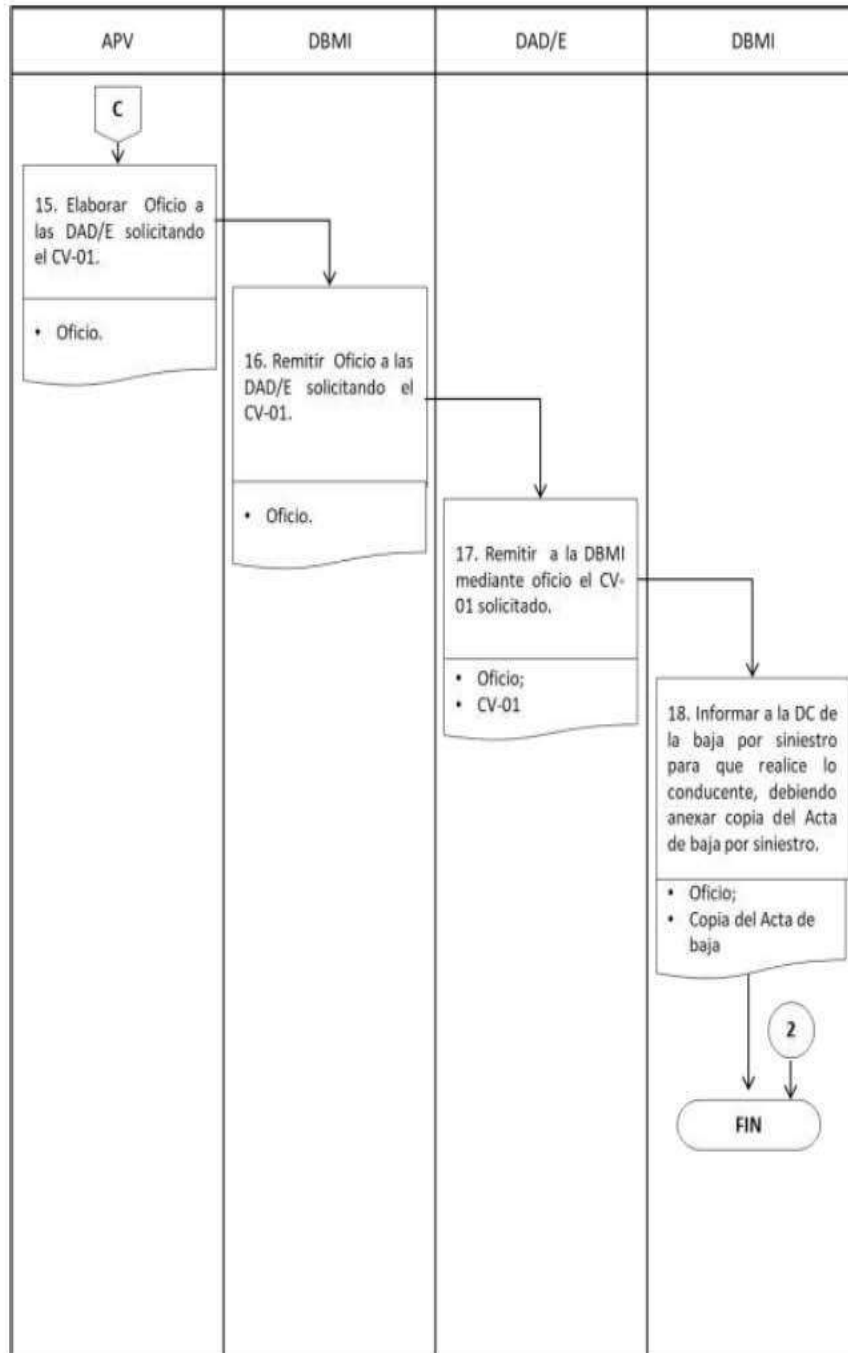 APV
DBMI
DAD/E
DBMI
C
15. Elaborar Oficio a
las DAD/E solicitando
el CV-01.
• Oficio.
16. Remitir Oficio a las
DAD/E solicitando el
CV-01.
• Oficio.
17. Remitir a la DBMI
mediante oficio el CV-
01 solicitado.
• Oficio;
• CV-01
18. Informar a la DC de
la baja por siniestro
para que realice lo
conducente, debiendo
anexar copia del Acta
de baja por siniestro.
• Oficio;
• Copia del Acta de
baja
2
FIN